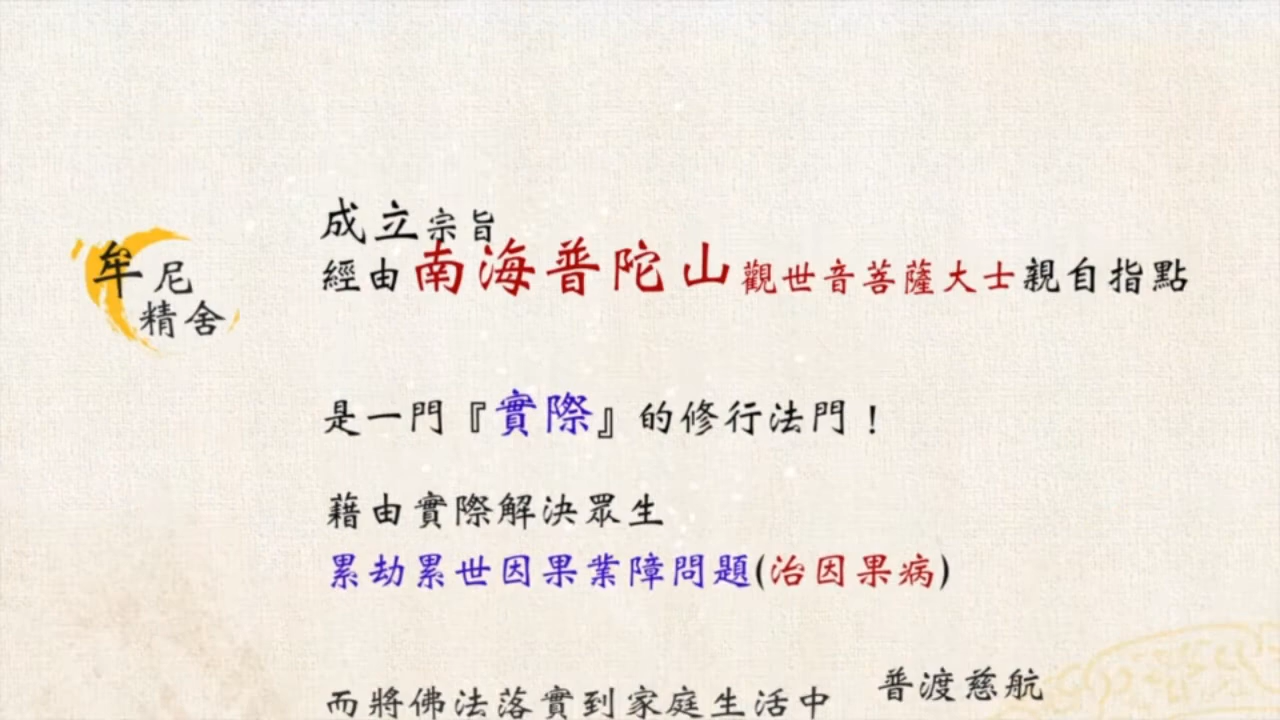 牟尼
精舍
成立宗旨
經由南海普陀山觀世音菩薩大士親自指點
是一門『實際』的修行法門！
藉由實際解決眾生
累劫累世因果業障問題(治因果病)
而將佛法落實到家庭生活中
普渡慈航